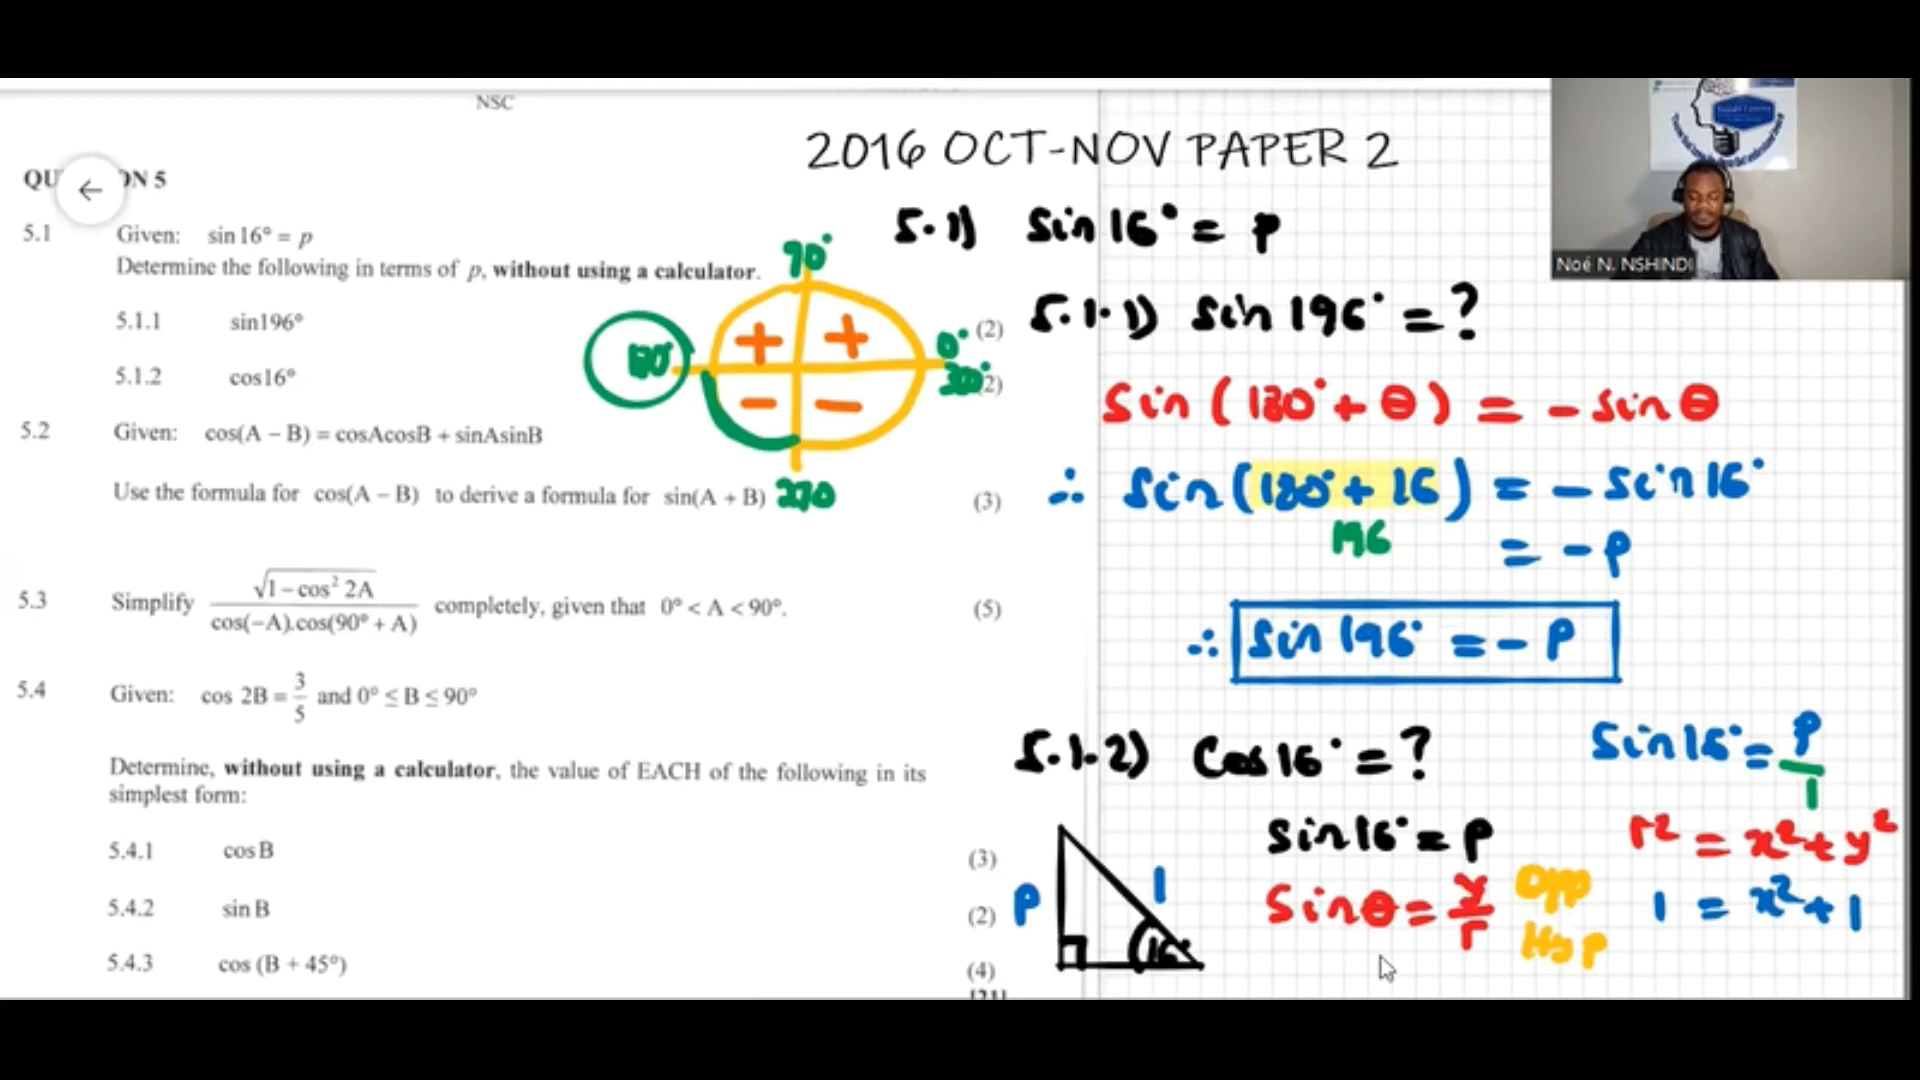 NSC
2016 OCT-NOV PAPER 2
ON 5
5.1 Given: sin 16° = p
Determine the following in terms of p, without using a calculator.
5.1.1 sin196° (2)
5.1.2 cos16° (2)
5.2 Given: cos(A − B) = cosAcosB + sinAsinB
Use the formula for cos(A − B) to derive a formula for sin(A + B) (3)
5.3 Simplify √1 − cos² 2A / cos(−A).cos(90° + A) completely, given that 0° < A < 90°. (5)
5.4 Given: cos 2B = 3/5 and 0° ≤ B ≤ 90°
Determine, without using a calculator, the value of EACH of the following in its
simplest form:
5.4.1 cos B (3)
5.4.2 sin B (2)
5.4.3 cos (B + 45°) (4)
90°
+ +
180° 0°
− −
270
5.1) Sin 16° = p
5.1.1) Sin 196° = ?
Sin (180° + θ) = − sin θ
∴ Sin (180° + 16) = − sin 16°
196
= − p
∴ Sin 196° = − p
5.1.2) Cos 16° = ?
Sin 16° = p
Sin θ = y/r Opp Hyp
P 1 16°
Sin 16° = p/1
r² = x² + y²
1 = x² + 1
Noé N. NSHINDI